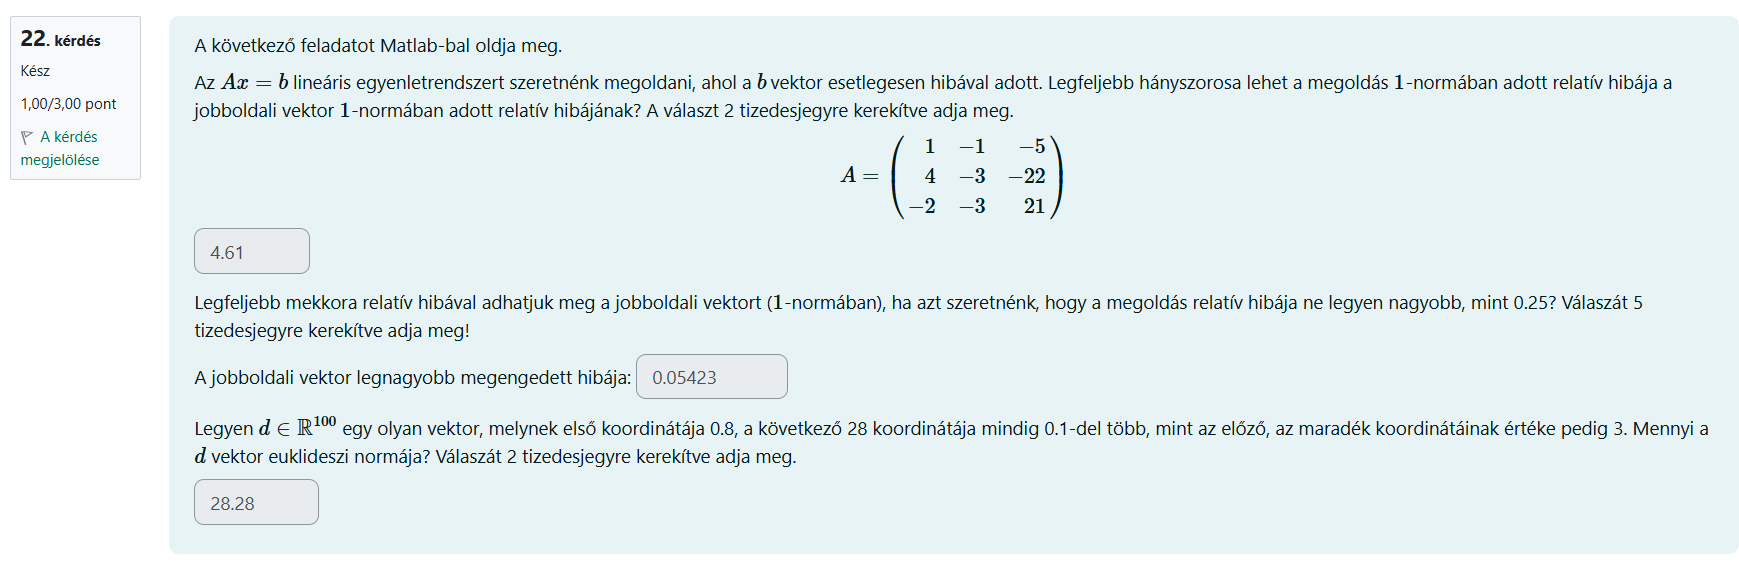 22. kérdés
Kész
1,00/3,00 pont
A kérdés
megjelölése
A következő feladatot Matlab-bal oldja meg.
Az Ax = b lineáris egyenletrendszert szeretnénk megoldani, ahol a b vektor esetlegesen hibával adott. Legfeljebb hányszorosa lehet a megoldás 1-normában adott relatív hibája a
jobboldali vektor 1-normában adott relatív hibájának? A választ 2 tizedesjegyre kerekítve adja meg.
1 −1 −5
A = 4 −3 −22
−2 −3 21
4.61
Legfeljebb mekkora relatív hibával adhatjuk meg a jobboldali vektort (1-normában), ha azt szeretnénk, hogy a megoldás relatív hibája ne legyen nagyobb, mint 0.25? Válaszát 5
tizedesjegyre kerekítve adja meg!
A jobboldali vektor legnagyobb megengedett hibája: 0.05423
Legyen d ∈ ℝ¹⁰⁰ egy olyan vektor, melynek első koordinátája 0.8, a következő 28 koordinátája mindig 0.1-del több, mint az előző, az maradék koordinátáinak értéke pedig 3. Mennyi a
d vektor euklideszi normája? Válaszát 2 tizedesjegyre kerekítve adja meg.
28.28